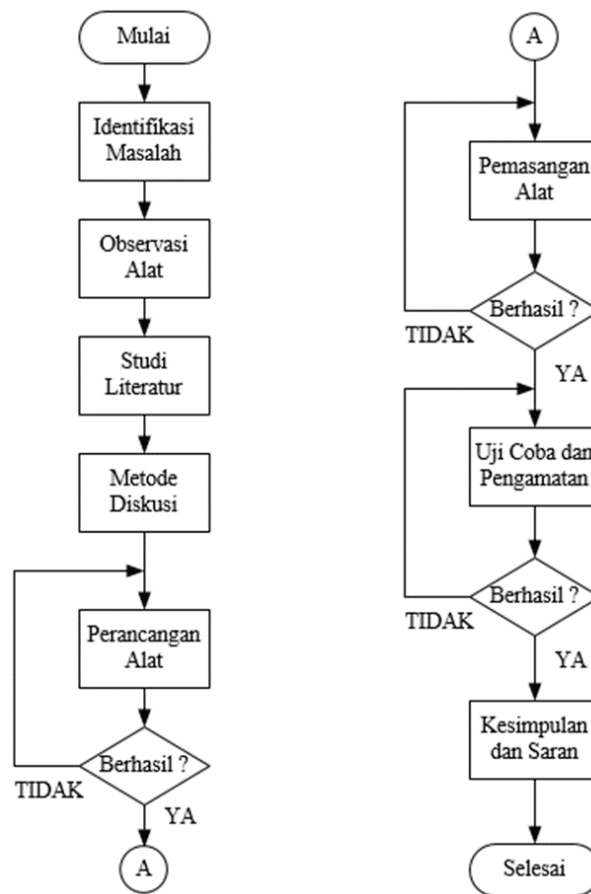 Mulai
Identifikasi
Masalah
Observasi
Alat
Studi
Literatur
Metode
Diskusi
Perancangan
Alat
Berhasil ?
TIDAK
YA
A
A
Pemasangan
Alat
Berhasil ?
TIDAK
YA
Uji Coba dan
Pengamatan
Berhasil ?
TIDAK
YA
Kesimpulan
dan Saran
Selesai